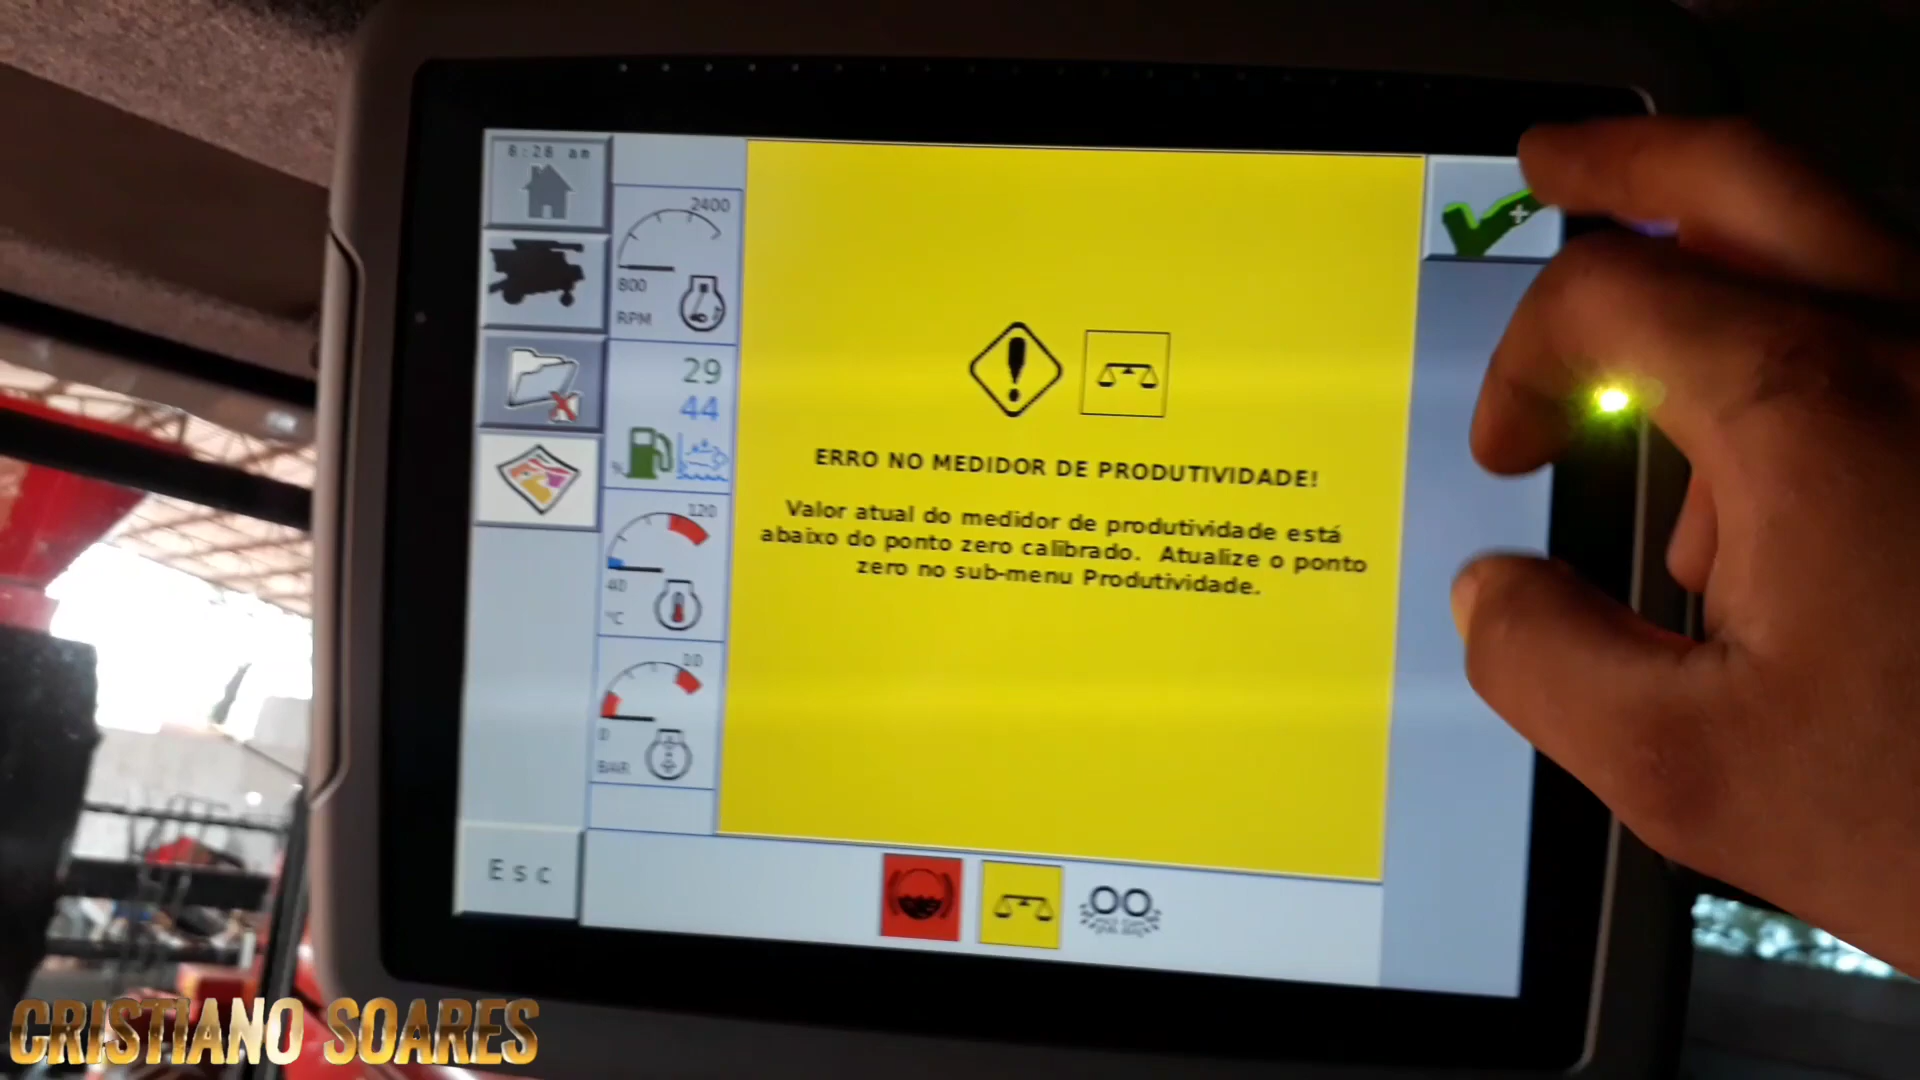 8:28 am
2400
800
RPM
29
44
%
120
40
°C
10
0
BAR
ERRO NO MEDIDOR DE PRODUTIVIDADE!
Valor atual do medidor de produtividade está
abaixo do ponto zero calibrado. Atualize o ponto
zero no sub-menu Produtividade.
Esc
CRISTIANO SOARES